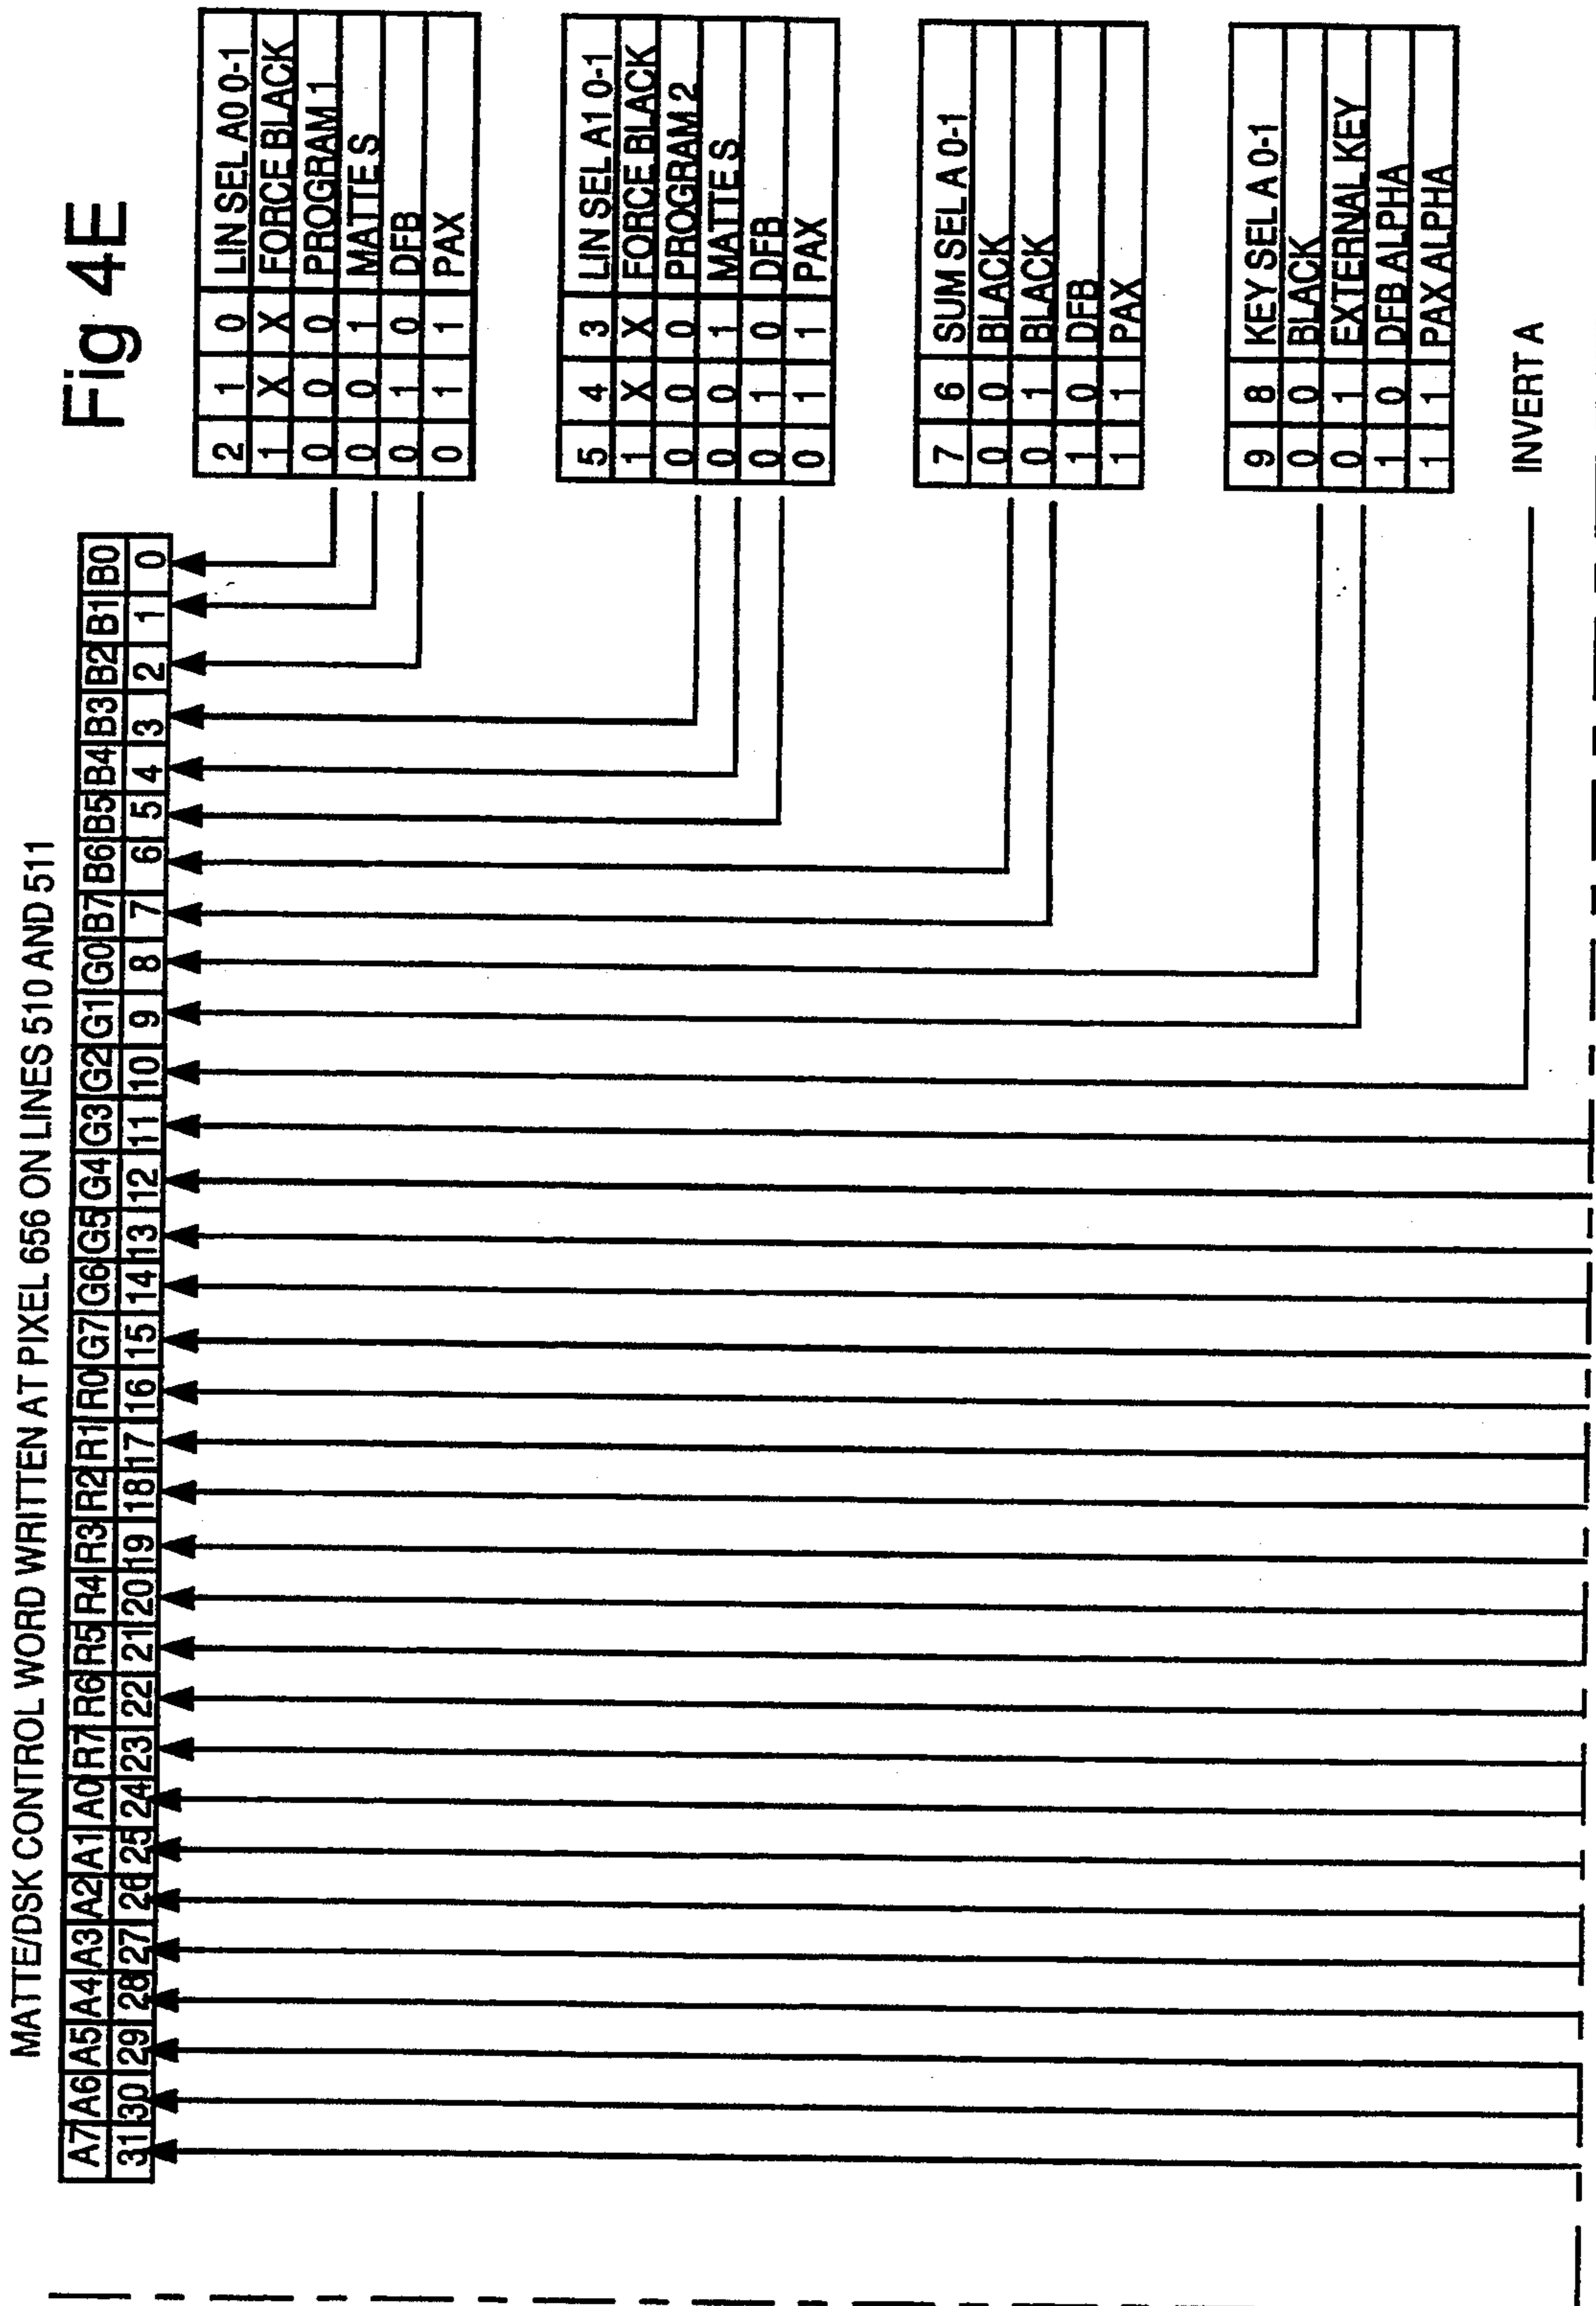 Fig 4E
MATTE/DSK CONTROL WORD WRITTEN AT PIXEL 656 ON LINES 510 AND 511
A7 A6 A5 A4 A3 A2 A1 A0 R7 R6 R5 R4 R3 R2 R1 R0 G7 G6 G5 G4 G3 G2 G1 G0 B7 B6 B5 B4 B3 B2 B1 B0
31 30 29 28 27 26 25 24 23 22 21 20 19 18 17 16 15 14 13 12 11 10 9 8 7 6 5 4 3 2 1 0
2 1 0 LIN SEL A0 0-1
1 X X FORCE BLACK
0 0 0 PROGRAM 1
0 0 1 MATTE S
0 1 0 DFB
0 1 1 PAX
5 4 3 LIN SEL A1 0-1
1 X X FORCE BLACK
0 0 0 PROGRAM 2
0 0 1 MATTE S
0 1 0 DFB
0 1 1 PAX
7 6 SUM SEL A 0-1
0 0 BLACK
0 1 BLACK
1 0 DFB
1 1 PAX
9 8 KEY SEL A 0-1
0 0 BLACK
0 1 EXTERNAL KEY
1 0 DFB ALPHA
1 1 PAX ALPHA
INVERT A